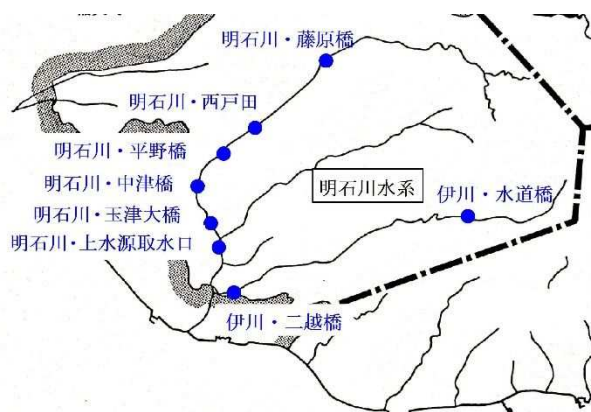 明石川・藤原橋
明石川・西戸田
明石川・平野橋
明石川・中津橋
明石川水系
伊川・水道橋
明石川・玉津大橋
明石川・上水源取水口
伊川・二越橋